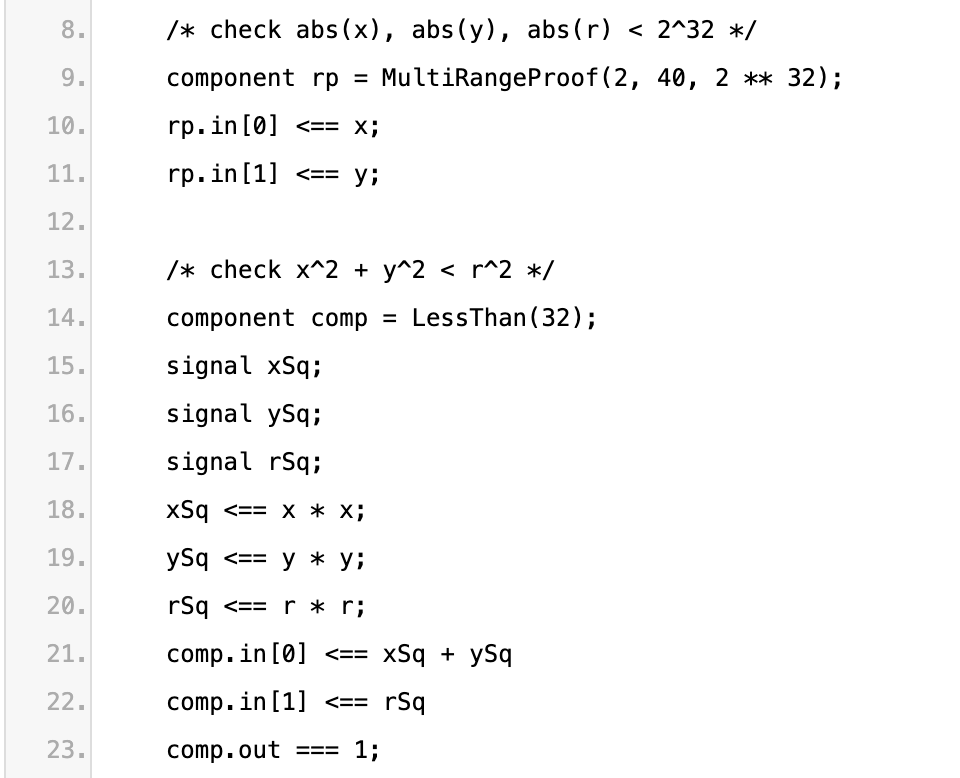 8. /* check abs(x), abs(y), abs(r) < 2^32 */
9. component rp = MultiRangeProof(2, 40, 2 ** 32);
10. rp.in[0] <== x;
11. rp.in[1] <== y;
12.
13. /* check x^2 + y^2 < r^2 */
14. component comp = LessThan(32);
15. signal xSq;
16. signal ySq;
17. signal rSq;
18. xSq <== x * x;
19. ySq <== y * y;
20. rSq <== r * r;
21. comp.in[0] <== xSq + ySq
22. comp.in[1] <== rSq
23. comp.out === 1;